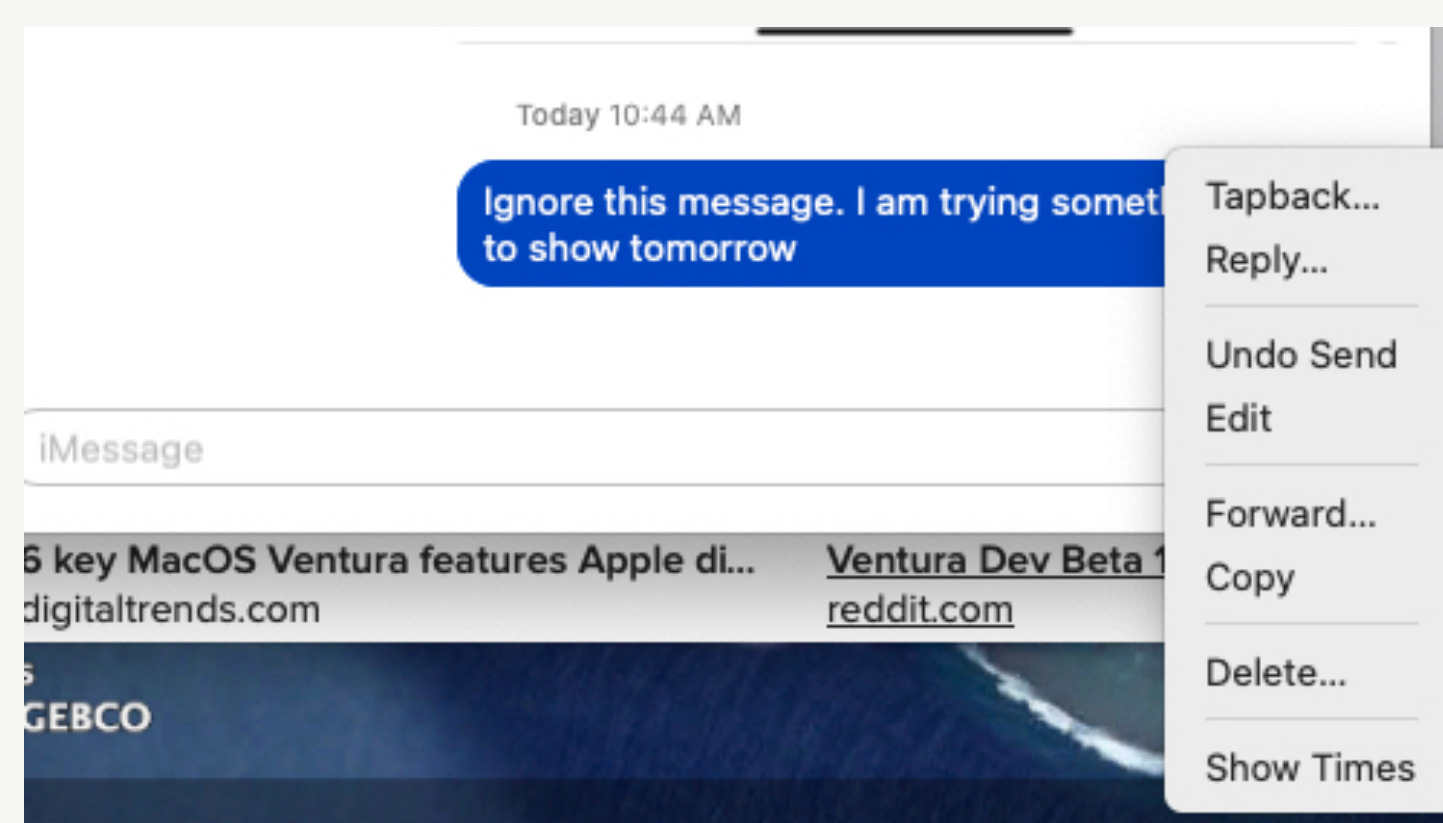 Today 10:44 AM
Ignore this message. I am trying
to show tomorrow
Tapback...
Reply...
Undo Send
Edit
iMessage
Forward...
Copy
Delete...
Show Times
6 key MacOS Ventura features Apple di...
digitaltrends.com
Ventura Dev Beta 1
reddit.com
GEBCO